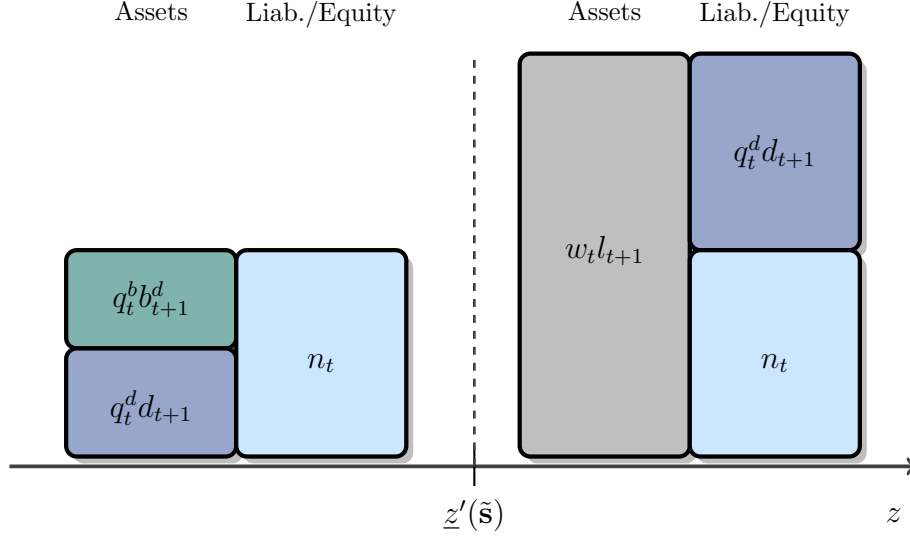 Assets Liab./Equity Assets Liab./Equity
$q_t^d d_{t+1}$
$w_t l_{t+1}$
$q_t^b b_{t+1}^d$
$n_t$ $n_t$
$q_t^d d_{t+1}$
$\underline{z}'(\tilde{\mathbf{s}})$ $z$